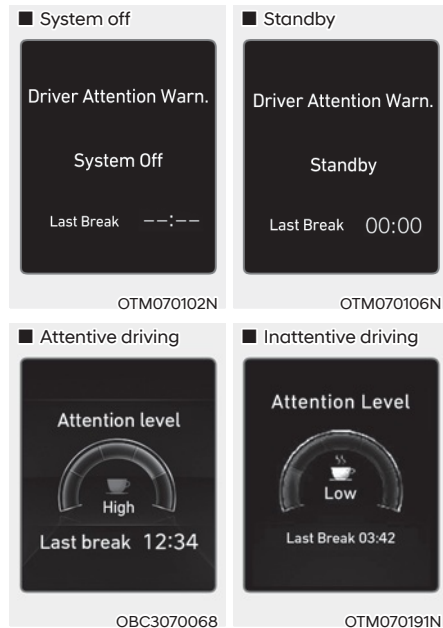 ■ System off
Driver Attention Warn.
System Off
Last Break --:--
OTM070102N
■ Standby
Driver Attention Warn.
Standby
Last Break 00:00
OTM070106N
■ Attentive driving
Attention level
High
Last break 12:34
OBC3070068
■ Inattentive driving
Attention Level
Low
Last Break 03:42
OTM070191N